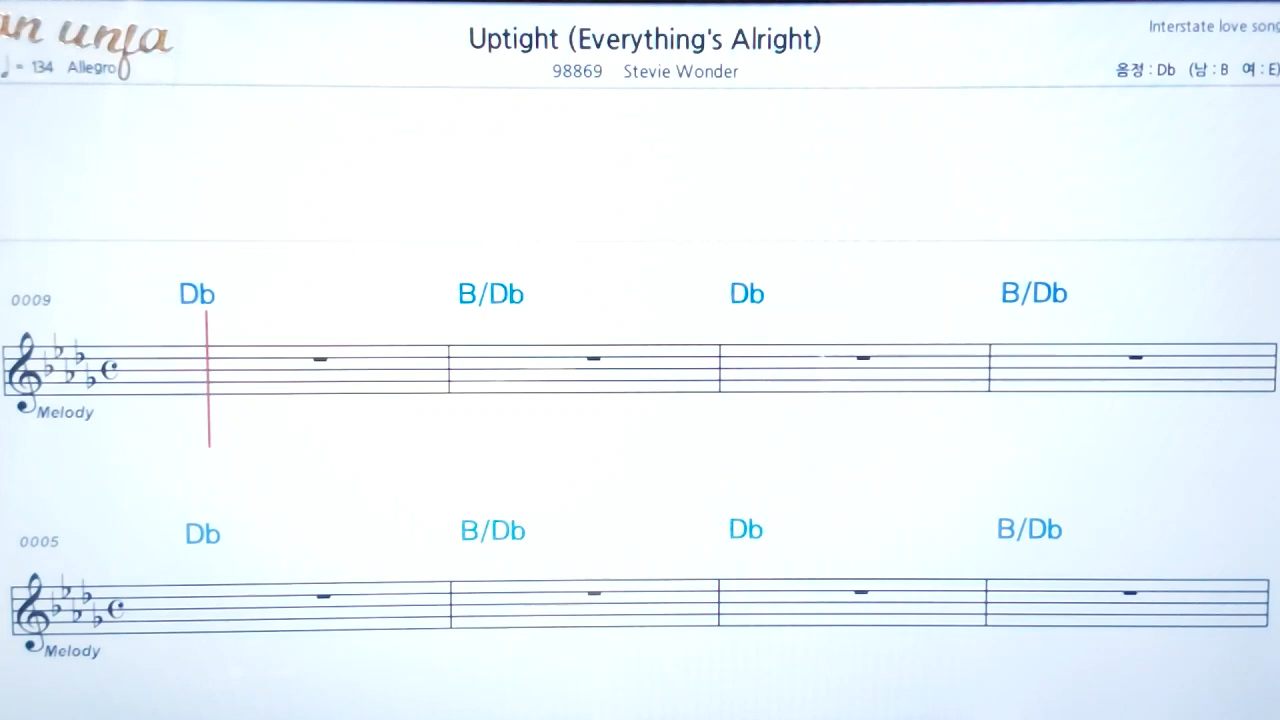 Uptight (Everything's Alright)
Interstate love song
♩ = 134 Allegro
98869 Stevie Wonder
음정 : Db (남 : B 여 : E)
0009 Db B/Db Db B/Db
Melody
0005 Db B/Db Db B/Db
Melody